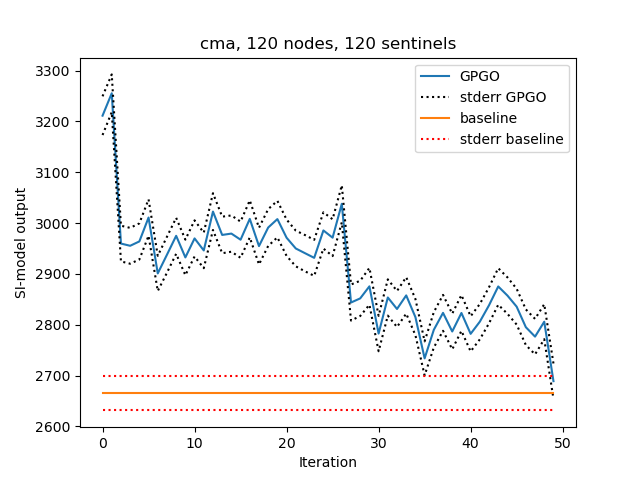 cma, 120 nodes, 120 sentinels
3300
3200
3100
3000
2900
2800
2700
2600
SI-model output
GPGO
stderr GPGO
baseline
stderr baseline
0 10 20 30 40 50
Iteration